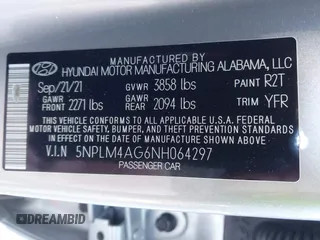 MANUFACTURED BY
HYUNDAI MOTOR MANUFACTURING ALABAMA, LLC
Sep/21/21 GVWR 3858 lbs PAINT R2T
GAWR FRONT 2271 lbs GAWR REAR 2094 lbs TRIM YFR
THIS VEHICLE CONFORMS TO ALL APPLICABLE FEDERAL MOTOR VEHICLE SAFETY, BUMPER, AND THEFT PREVENTION STANDARDS IN EFFECT ON THE DATE OF MANUFACTURE SHOWN ABOVE.
V.I.N 5NPLM4AG6NH064297
PASSENGER CAR
DREAMBID